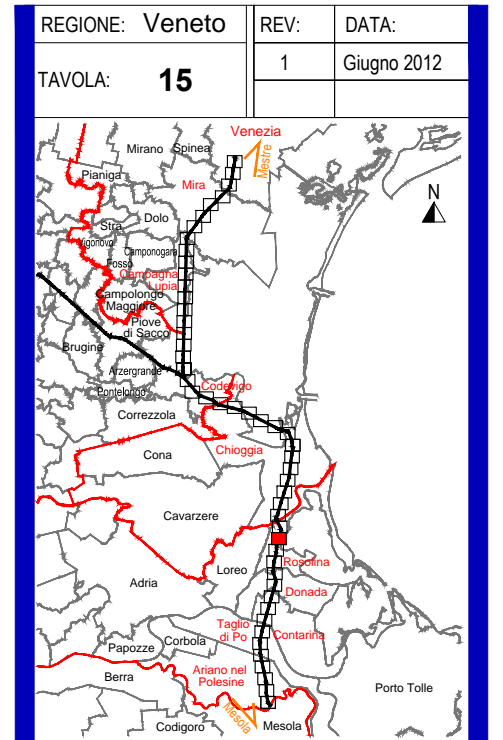 REGIONE: Veneto
REV:
DATA:
TAVOLA: 15
1
Giugno 2012
Venezia
Mestre
Mirano
Spinea
Pianiga
Mira
N
Dolo
Stra
Vigonovo
Camponogara
Fosso
Campagna
Lupia
Campolongo
Maggiore
Piove
di Sacco
Brugine
Arzergrande
Pontelongo
Codevigo
Correzzola
Chioggia
Cona
Cavarzere
Loreo
Rosolina
Adria
Donada
Taglio
di Po
Contarina
Corbola
Papozze
Berra
Ariano nel
Polesine
Porto Tolle
Mesola
Codigoro
Mesola